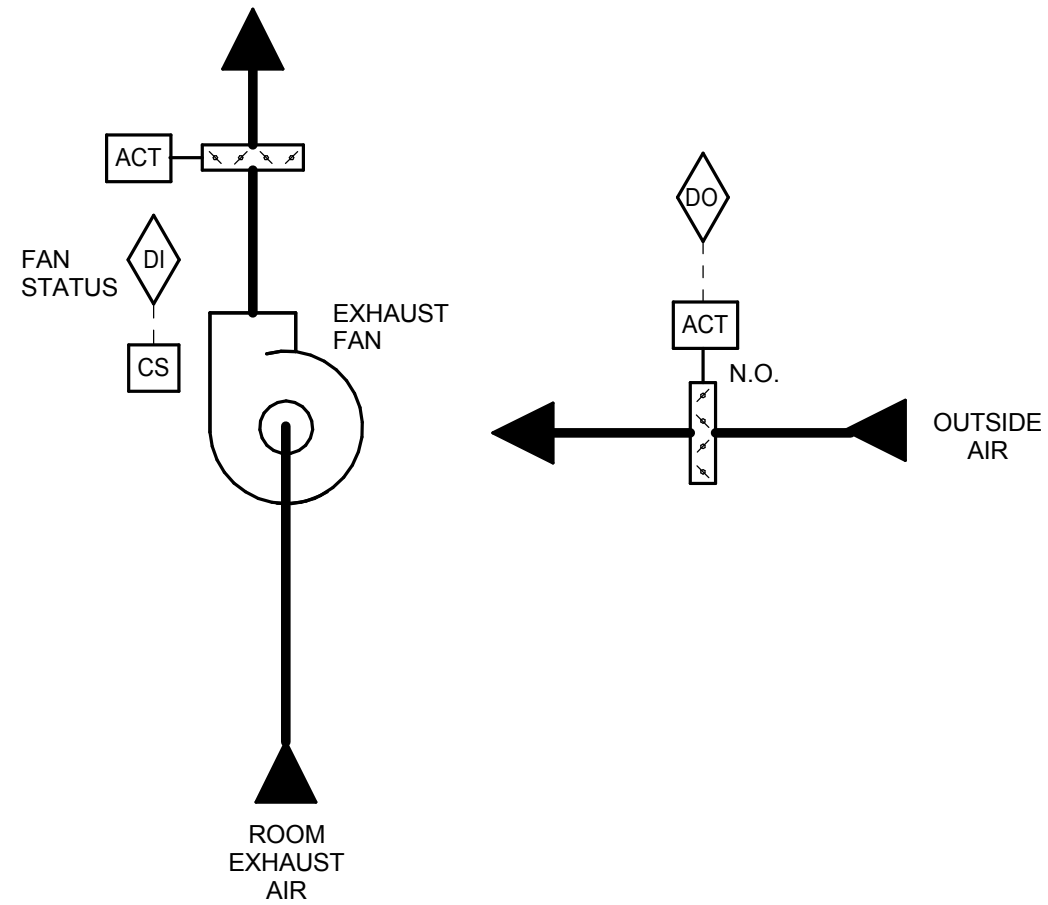 ACT
FAN
STATUS
DI
CS
EXHAUST
FAN
ROOM
EXHAUST
AIR
DO
ACT
N.O.
OUTSIDE
AIR